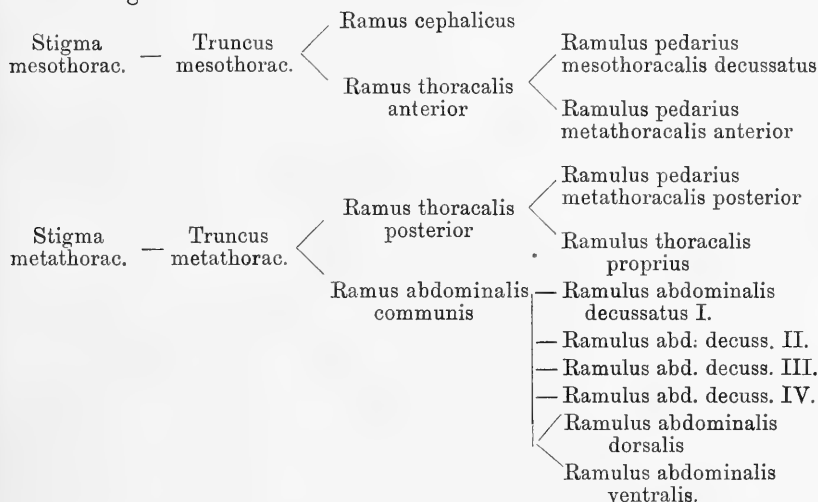 Ramus cephalicus
Stigma
mesothorac.
—
Truncus
mesothorac.
Ramus thoracalis
anterior
Ramulus pedarius
mesothoracalis decussatus
Ramulus pedarius
metathoracalis anterior
Stigma
metathorac.
—
Truncus
metathorac.
Ramus thoracalis
posterior
Ramulus pedarius
metathoracalis posterior
Ramulus thoracalis
proprius
Ramus abdominalis
communis
— Ramulus abdominalis
decussatus I.
— Ramulus abd. decuss. II.
— Ramulus abd. decuss. III.
— Ramulus abd. decuss. IV.
Ramulus abdominalis
dorsalis
Ramulus abdominalis
ventralis.